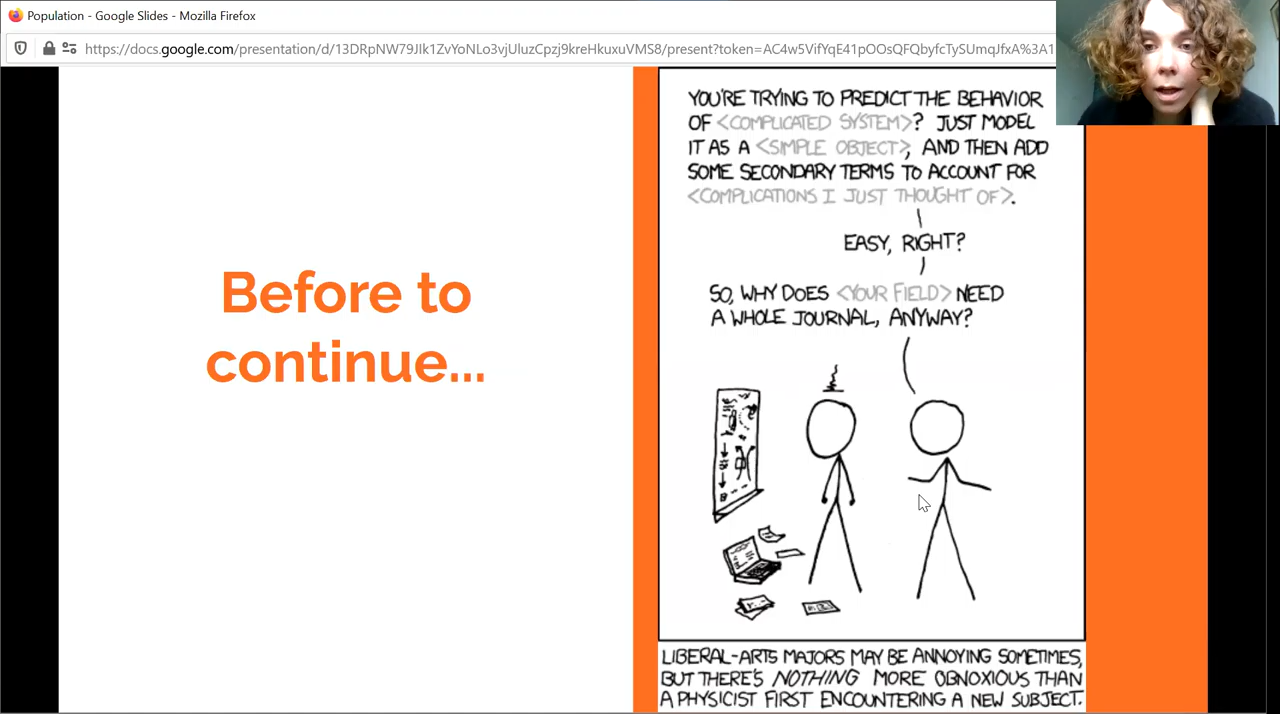 Population - Google Slides - Mozilla Firefox
https://docs.google.com/presentation/d/13DRpNW79JIk1ZvYoNLo3vjUluzCpzj9kreHkuxuVMS8/present?token=AC4w5VifYqE41pOOsQFQbyfcTySUmqJfxA%3A1
Before to
continue...
YOU'RE TRYING TO PREDICT THE BEHAVIOR
OF <COMPLICATED SYSTEM>? JUST MODEL
IT AS A <SIMPLE OBJECT>, AND THEN ADD
SOME SECONDARY TERMS TO ACCOUNT FOR
<COMPLICATIONS I JUST THOUGHT OF>.
EASY, RIGHT?
SO, WHY DOES <YOUR FIELD> NEED
A WHOLE JOURNAL, ANYWAY?
LIBERAL-ARTS MAJORS MAY BE ANNOYING SOMETIMES,
BUT THERE'S NOTHING MORE OBNOXIOUS THAN
A PHYSICIST FIRST ENCOUNTERING A NEW SUBJECT.